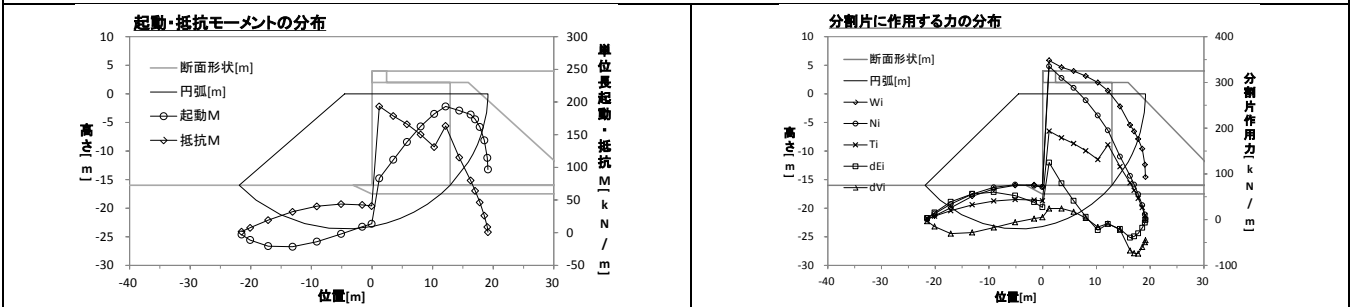 起動・抵抗モーメントの分布
10
5
0
-5
-10
-15
-20
-25
-30
高さ[m]
300
250
200
150
100
50
0
-50
単位長起動・抵抗M[kN/m]
断面形状[m]
円弧[m]
起動M
抵抗M
-40 -30 -20 -10 0 10 20 30
位置[m]
分割片に作用する力の分布
10
5
0
-5
-10
-15
-20
-25
-30
高さ[m]
400
300
200
100
0
-100
分割片作用力[kN/m]
断面形状[m]
円弧[m]
Wi
Ni
Ti
dEi
dVi
-40 -30 -20 -10 0 10 20 30
位置[m]